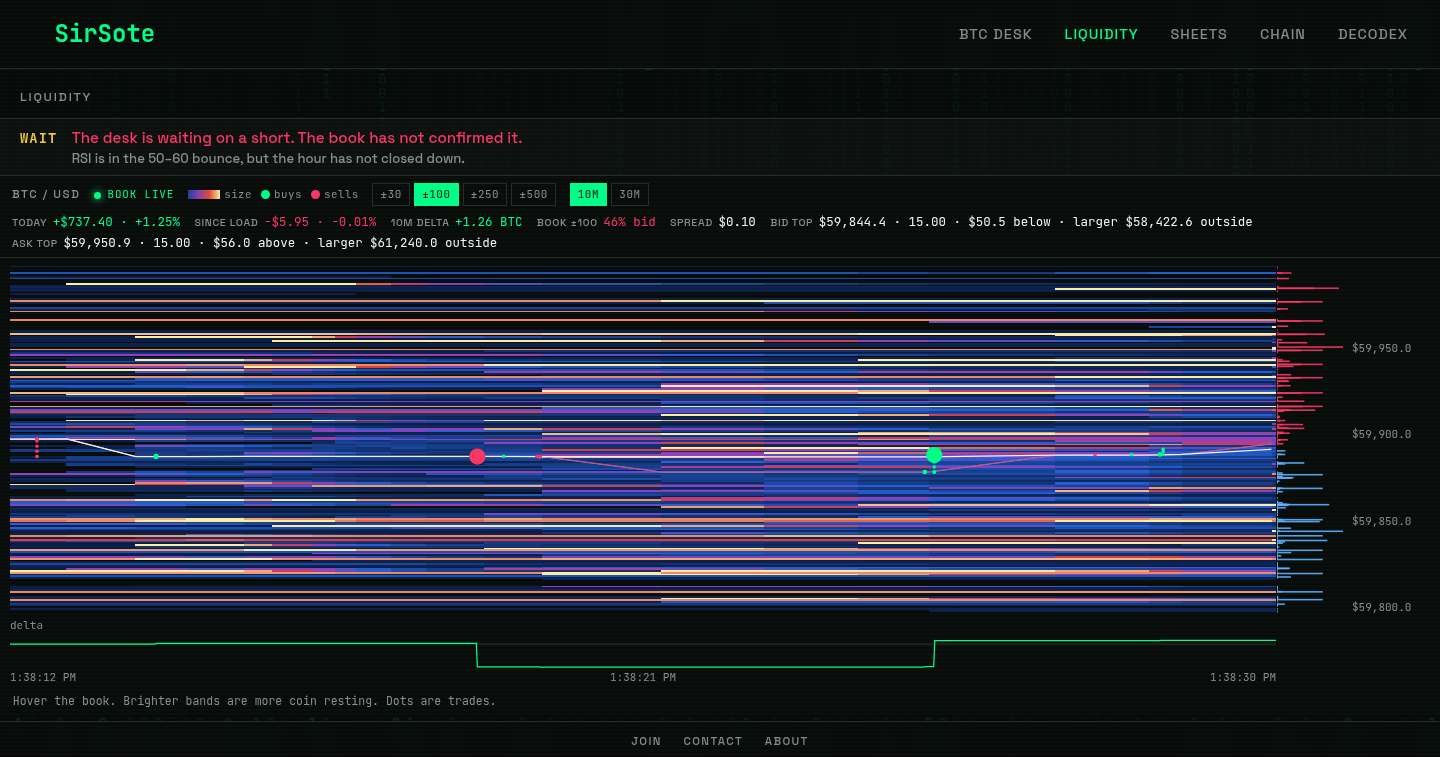 SirSote
BTC DESK LIQUIDITY SHEETS CHAIN DECODEX
LIQUIDITY
WAIT The desk is waiting on a short. The book has not confirmed it.
RSI is in the 50–60 bounce, but the hour has not closed down.
BTC / USD BOOK LIVE size buys sells ±30 ±100 ±250 ±500 10M 30M
TODAY +$737.40 · +1.25% SINCE LOAD -$5.95 · -0.01% 10M DELTA +1.26 BTC BOOK ±100 46% bid SPREAD $0.10 BID TOP $59,844.4 · 15.00 · $50.5 below · larger $58,422.6 outside
ASK TOP $59,950.9 · 15.00 · $56.0 above · larger $61,240.0 outside
$59,950.0
$59,900.0
$59,850.0
$59,800.0
delta
1:38:12 PM 1:38:21 PM 1:38:30 PM
Hover the book. Brighter bands are more coin resting. Dots are trades.
JOIN CONTACT ABOUT